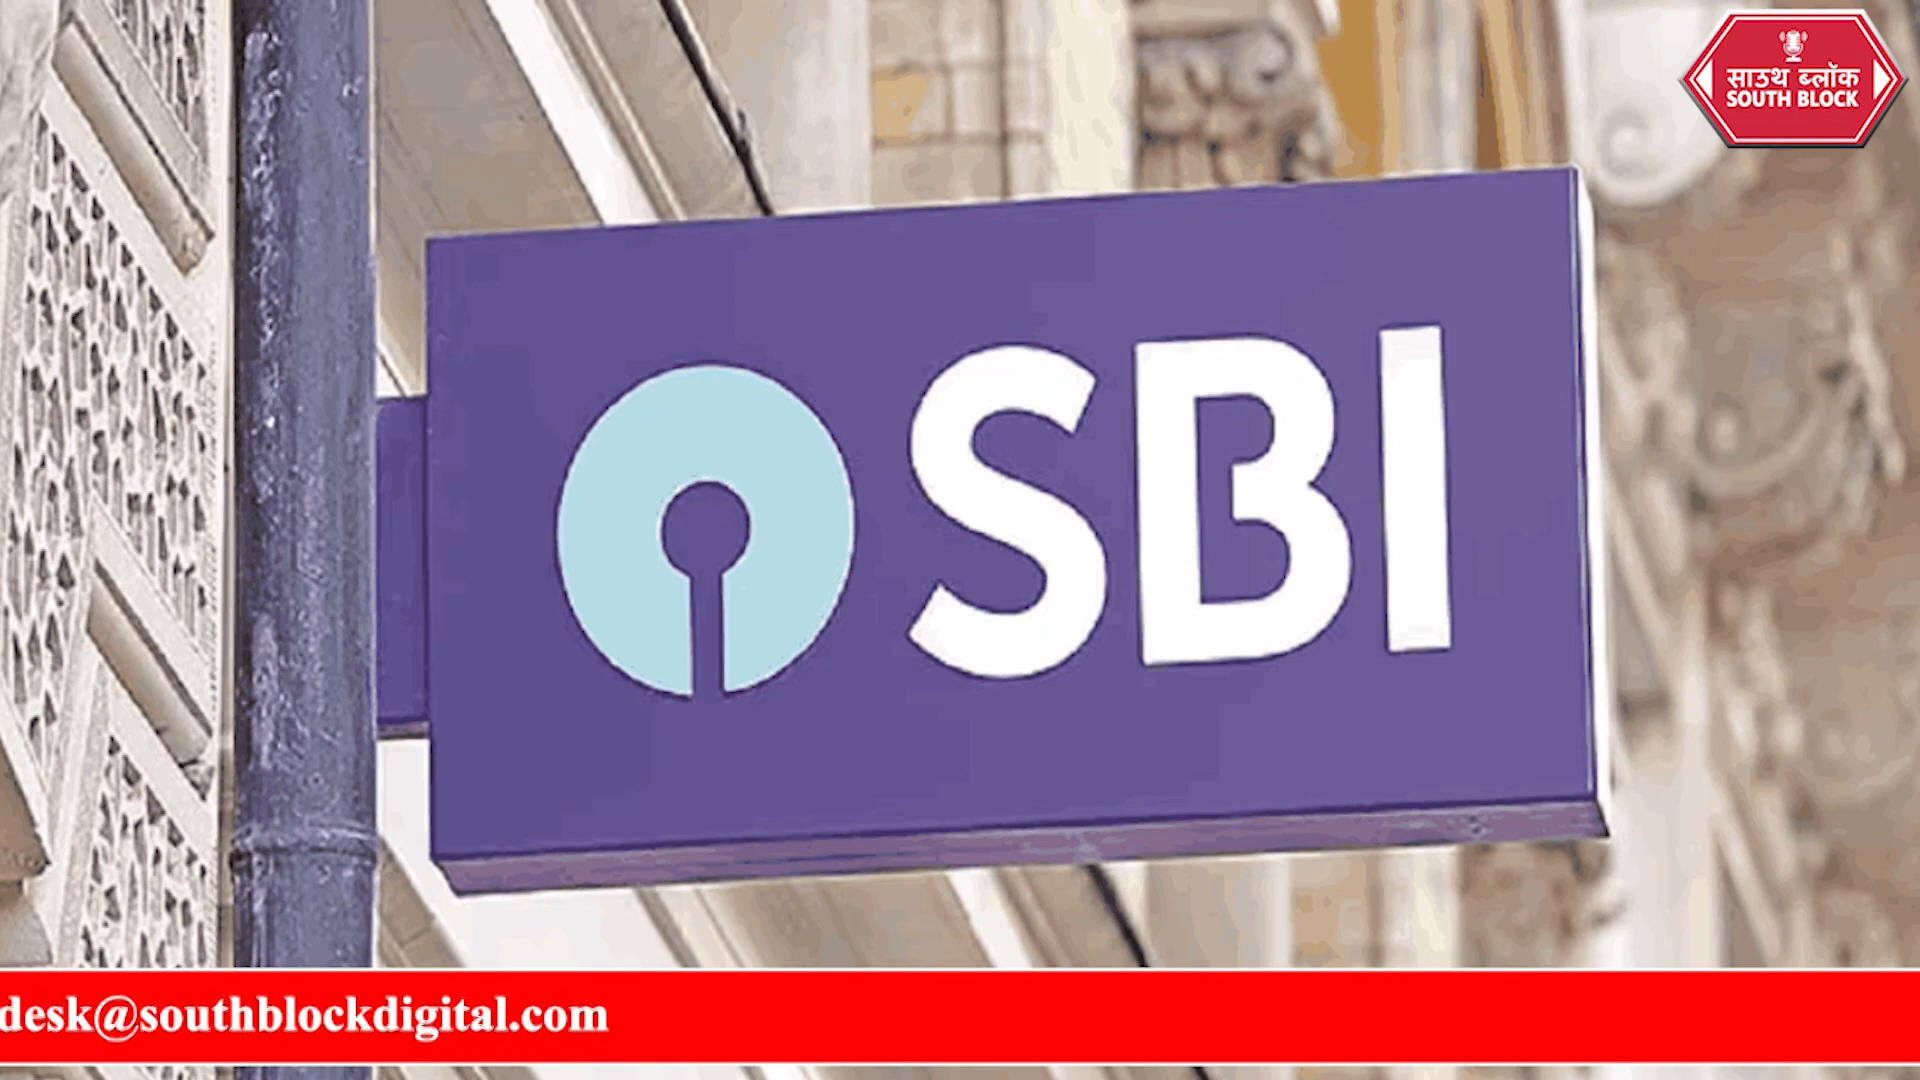 साउथ ब्लॉक
SOUTH BLOCK
SBI
desk@southblockdigital.com